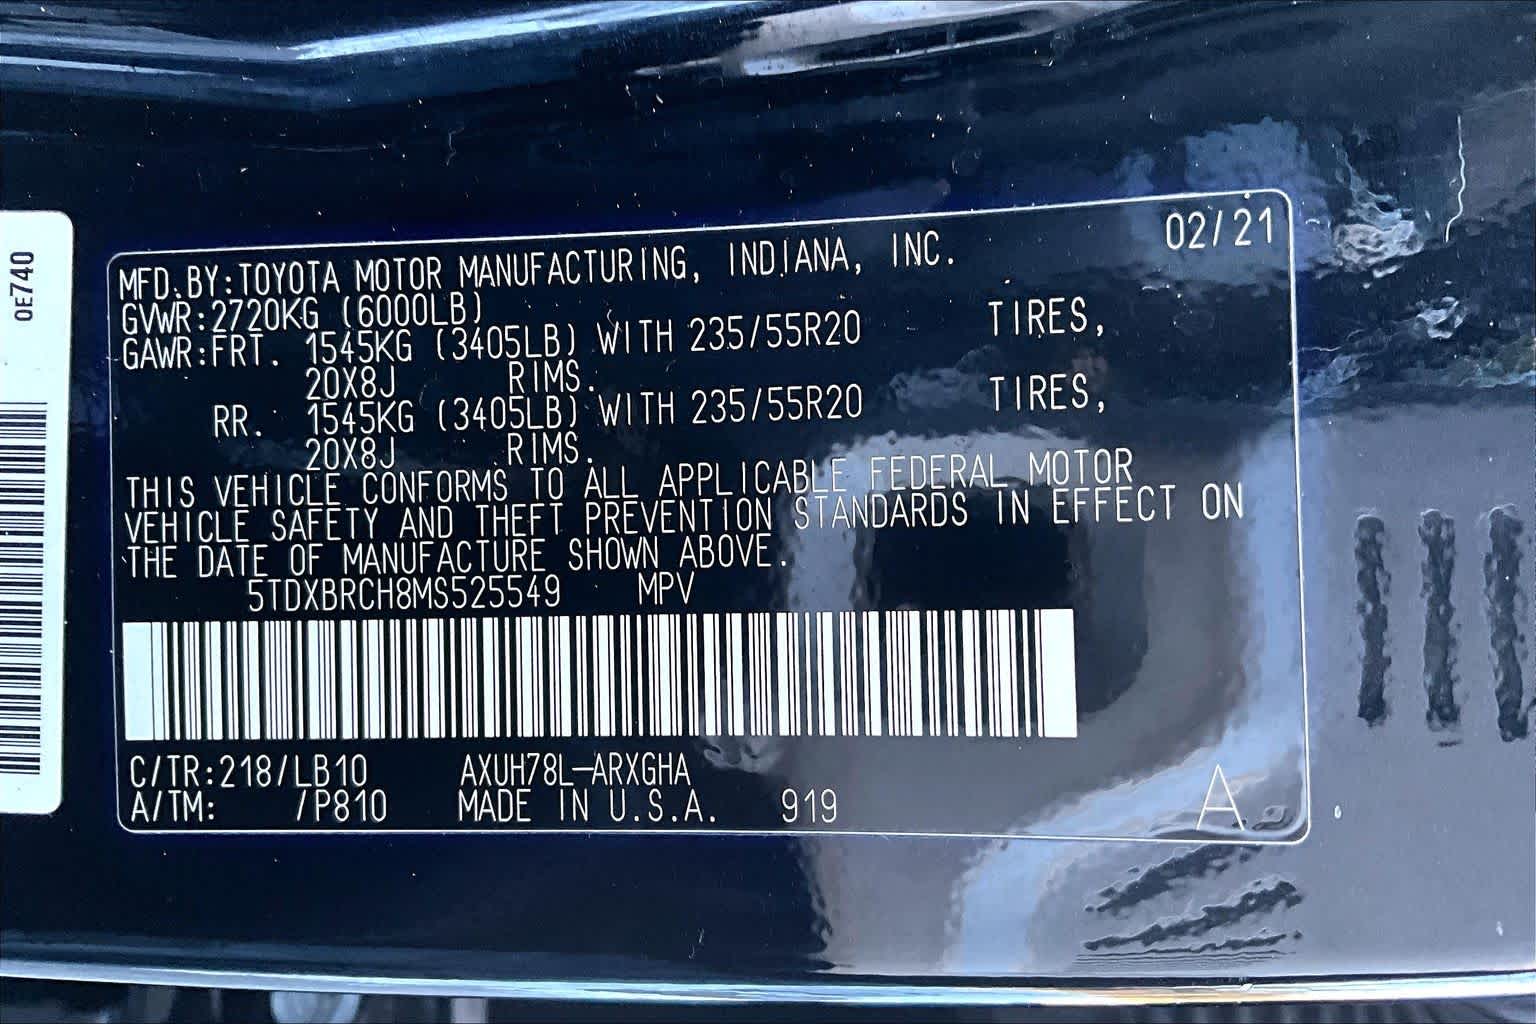 0E740
02/21
MFD.BY:TOYOTA MOTOR MANUFACTURING, INDIANA, INC.
GVWR:2720KG (6000LB)
GAWR:FRT. 1545KG (3405LB) WITH 235/55R20 TIRES,
20X8J RIMS.
RR. 1545KG (3405LB) WITH 235/55R20 TIRES,
20X8J RIMS.
THIS VEHICLE CONFORMS TO ALL APPLICABLE FEDERAL MOTOR
VEHICLE SAFETY AND THEFT PREVENTION STANDARDS IN EFFECT ON
THE DATE OF MANUFACTURE SHOWN ABOVE.
5TDXBRCH8MS525549 MPV
C/TR:218/LB10 AXUH78L-ARXGHA
A/TM: /P810 MADE IN U.S.A. 919
A